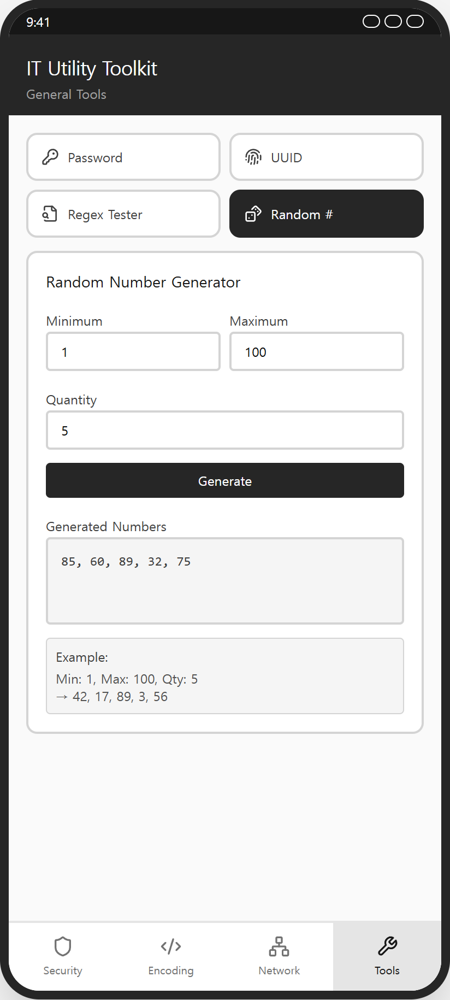 9:41
IT Utility Toolkit
General Tools
Password
UUID
Regex Tester
Random #
Random Number Generator
Minimum
Maximum
1
100
Quantity
5
Generate
Generated Numbers
85, 60, 89, 32, 75
Example:
Min: 1, Max: 100, Qty: 5
→ 42, 17, 89, 3, 56
Security
Encoding
Network
Tools